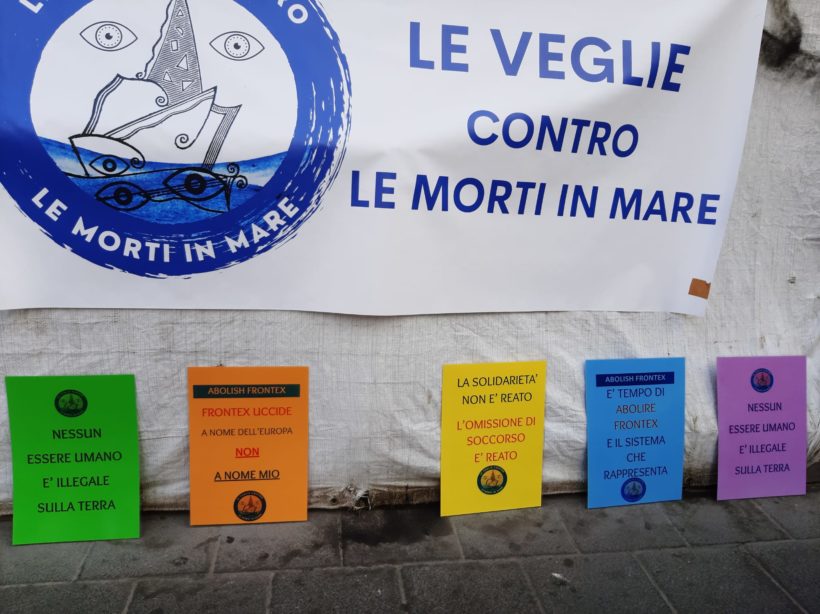 LE VEGLIE
CONTRO
LE MORTI IN MARE
LE MORTI IN MARE
NESSUN
ESSERE UMANO
E' ILLEGALE
SULLA TERRA
ABOLISH FRONTEX
FRONTEX UCCIDE
A NOME DELL'EUROPA
NON
A NOME MIO
LA SOLIDARIETA'
NON E' REATO
L'OMISSIONE DI
SOCCORSO
E' REATO
ABOLISH FRONTEX
E' TEMPO DI
ABOLIRE
FRONTEX
E IL SISTEMA
CHE
RAPPRESENTA
NESSUN
ESSERE UMANO
E' ILLEGALE
SULLA TERRA